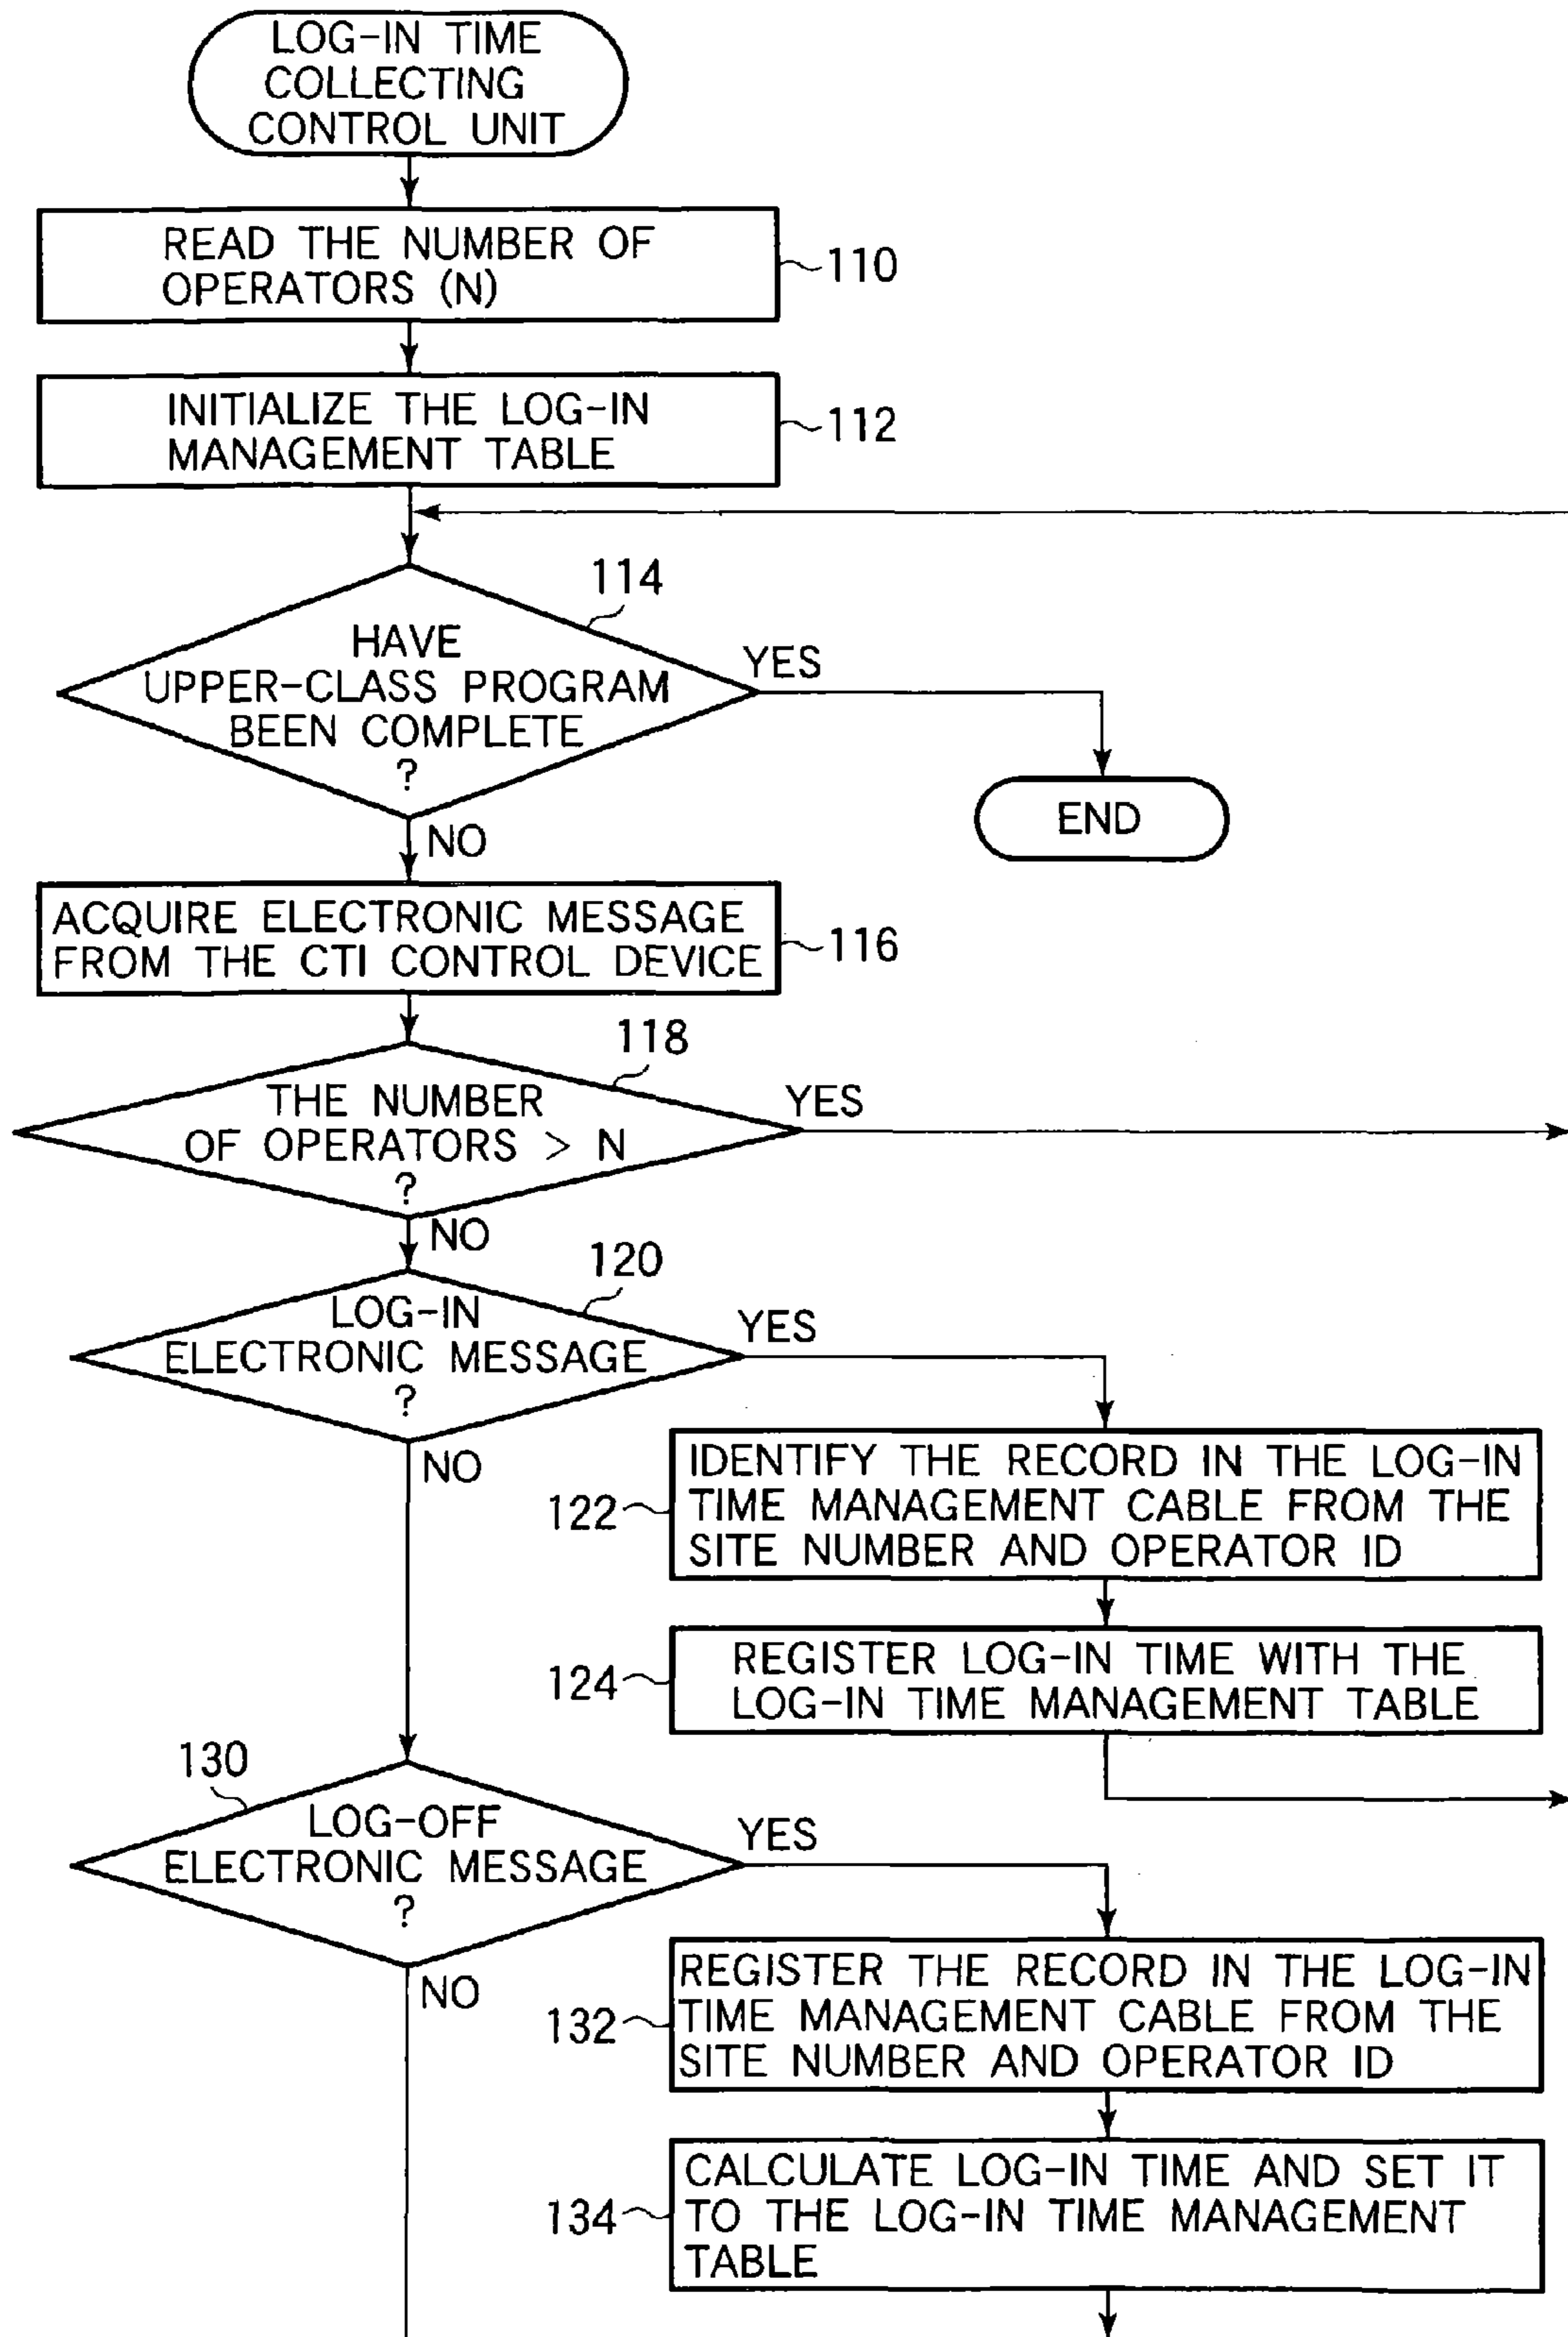 LOG-IN TIME
COLLECTING
CONTROL UNIT
READ THE NUMBER OF
OPERATORS (N)
110
INITIALIZE THE LOG-IN
MANAGEMENT TABLE
112
114
HAVE
UPPER-CLASS PROGRAM
BEEN COMPLETE
?
YES
END
NO
ACQUIRE ELECTRONIC MESSAGE
FROM THE CTI CONTROL DEVICE
116
118
THE NUMBER
OF OPERATORS > N
?
YES
NO
120
LOG-IN
ELECTRONIC MESSAGE
?
YES
NO
IDENTIFY THE RECORD IN THE LOG-IN
TIME MANAGEMENT CABLE FROM THE
SITE NUMBER AND OPERATOR ID
122
REGISTER LOG-IN TIME WITH THE
LOG-IN TIME MANAGEMENT TABLE
124
130
LOG-OFF
ELECTRONIC MESSAGE
?
YES
NO
REGISTER THE RECORD IN THE LOG-IN
TIME MANAGEMENT CABLE FROM THE
SITE NUMBER AND OPERATOR ID
132
CALCULATE LOG-IN TIME AND SET IT
TO THE LOG-IN TIME MANAGEMENT
TABLE
134